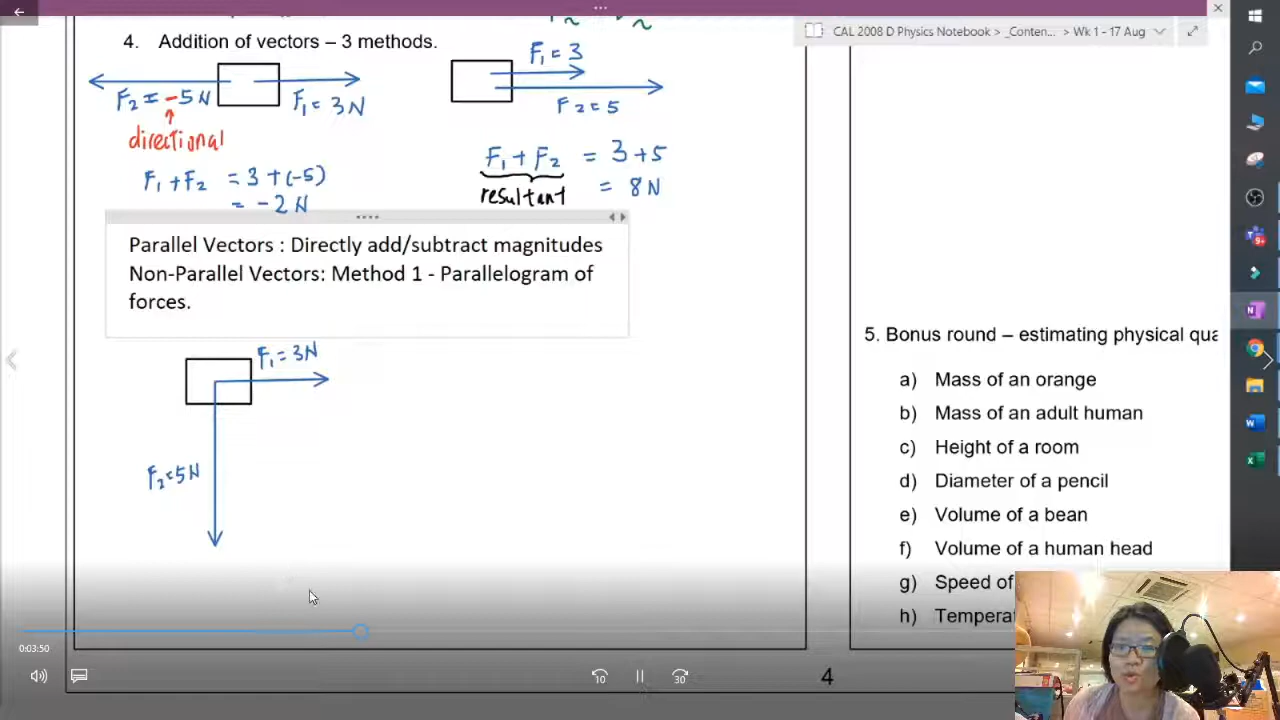 CAL 2008 D Physics Notebook > _Conten... > Wk 1 - 17 Aug
4. Addition of vectors – 3 methods.
F₂ = -5N
F₁ = 3N
directional
F₁ + F₂ = 3 + (-5)
= -2N
F₁ = 3
F₂ = 5
F₁ + F₂ = 3 + 5
resultant = 8N
Parallel Vectors : Directly add/subtract magnitudes
Non-Parallel Vectors: Method 1 - Parallelogram of
forces.
F₁ = 3N
F₂ = 5N
5. Bonus round – estimating physical qua
a) Mass of an orange
b) Mass of an adult human
c) Height of a room
d) Diameter of a pencil
e) Volume of a bean
f) Volume of a human head
g) Speed of
h) Tempera
4
0:03:50
10
30